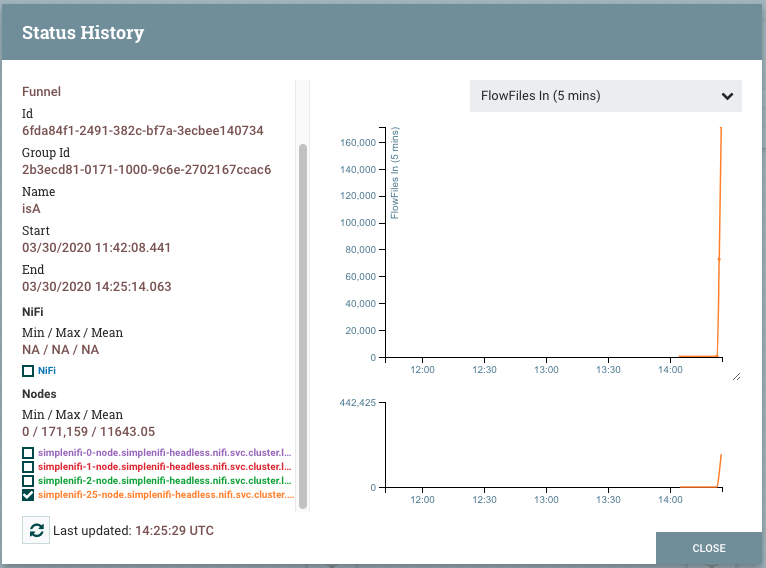 Status History
Funnel
Id
6fda84f1-2491-382c-bf7a-3ecbee140734
Group Id
2b3ecd81-0171-1000-9c6e-2702167ccac6
Name
isA
Start
03/30/2020 11:42:08.441
End
03/30/2020 14:25:14.063
NiFi
Min / Max / Mean
NA / NA / NA
NiFi
Nodes
Min / Max / Mean
0 / 171,159 / 11643.05
simplenifi-0-node.simplenifi-headless.nifi.svc.cluster.l...
simplenifi-1-node.simplenifi-headless.nifi.svc.cluster.l...
simplenifi-2-node.simplenifi-headless.nifi.svc.cluster.l...
simplenifi-25-node.simplenifi-headless.nifi.svc.cluster....
Last updated: 14:25:29 UTC
FlowFiles In (5 mins)
FlowFiles In (5 mins)
160,000
140,000
120,000
100,000
80,000
60,000
40,000
20,000
0
12:00 12:30 13:00 13:30 14:00
442,425
0
12:00 12:30 13:00 13:30 14:00
CLOSE